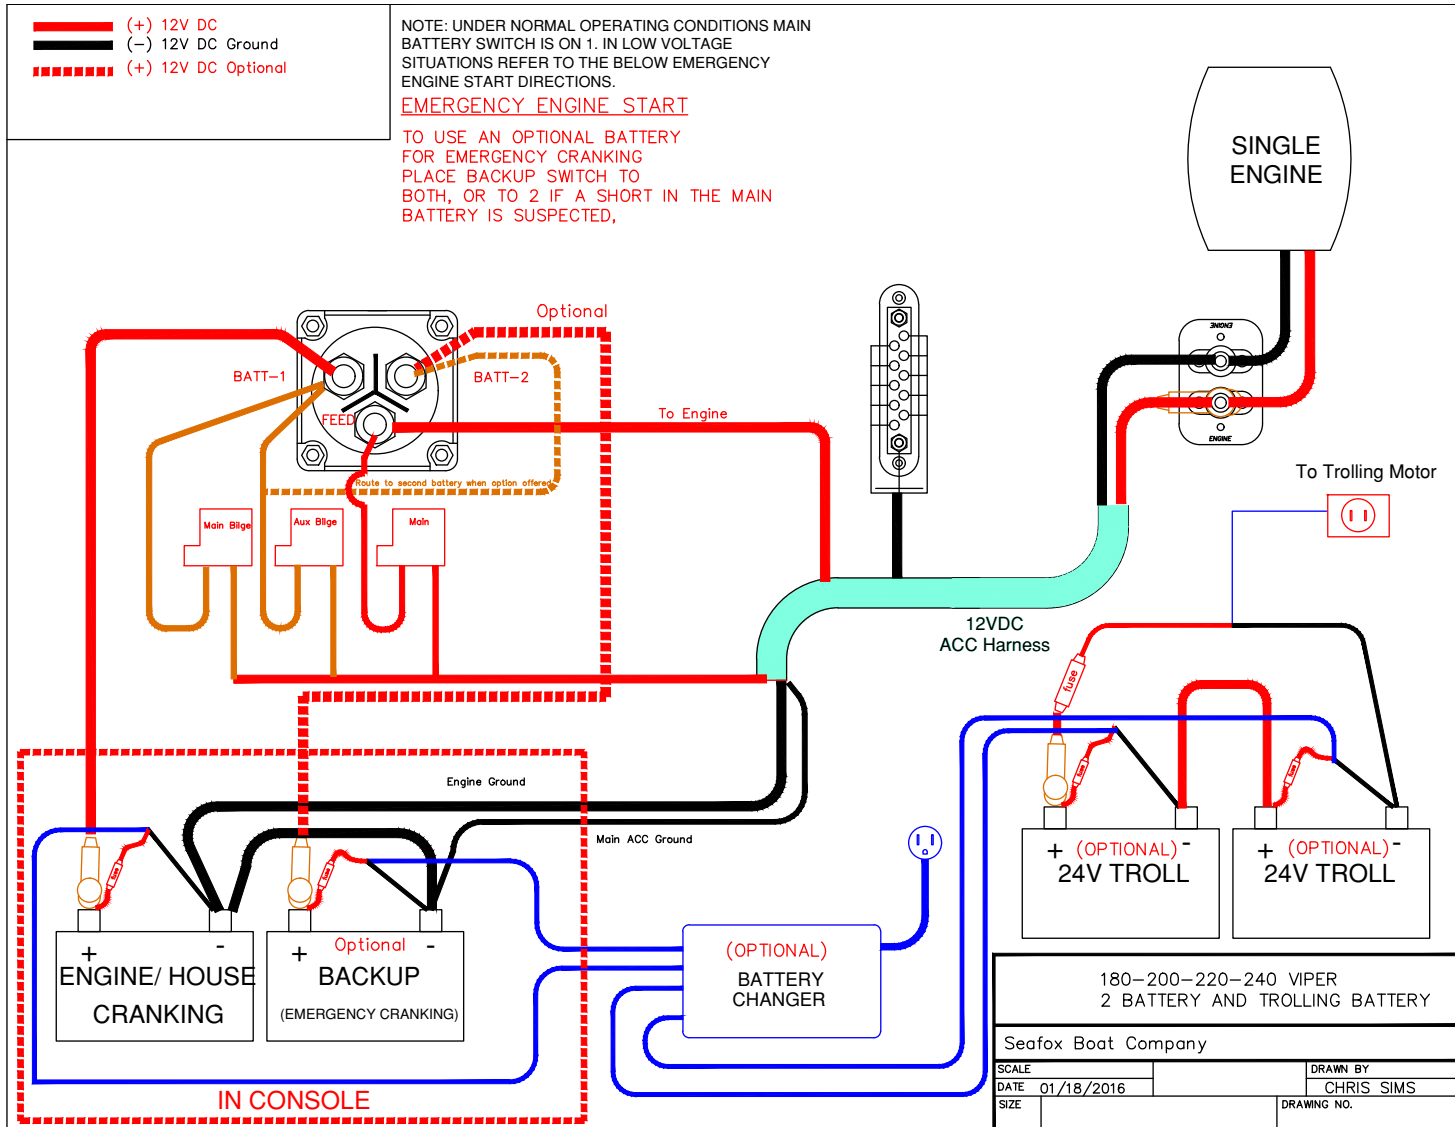 (+) 12V DC
(-) 12V DC Ground
(+) 12V DC Optional
NOTE: UNDER NORMAL OPERATING CONDITIONS MAIN
BATTERY SWITCH IS ON 1. IN LOW VOLTAGE
SITUATIONS REFER TO THE BELOW EMERGENCY
ENGINE START DIRECTIONS.
EMERGENCY ENGINE START
TO USE AN OPTIONAL BATTERY
FOR EMERGENCY CRANKING
PLACE BACKUP SWITCH TO
BOTH, OR TO 2 IF A SHORT IN THE MAIN
BATTERY IS SUSPECTED,
SINGLE
ENGINE
Optional
BATT-1
BATT-2
FEED
To Engine
ENGINE
ENGINE
Route to second battery when option offered
Main Bilge
Aux Bilge
Main
To Trolling Motor
12VDC
ACC Harness
fuse
fuse
fuse
Engine Ground
Main ACC Ground
fuse
fuse
+ (OPTIONAL) -
24V TROLL
+ (OPTIONAL) -
24V TROLL
+ -
ENGINE/ HOUSE
CRANKING
+ Optional -
BACKUP
(EMERGENCY CRANKING)
(OPTIONAL)
BATTERY
CHANGER
IN CONSOLE
180-200-220-240 VIPER
2 BATTERY AND TROLLING BATTERY
Seafox Boat Company
SCALE
DRAWN BY
DATE 01/18/2016
CHRIS SIMS
SIZE
DRAWING NO.